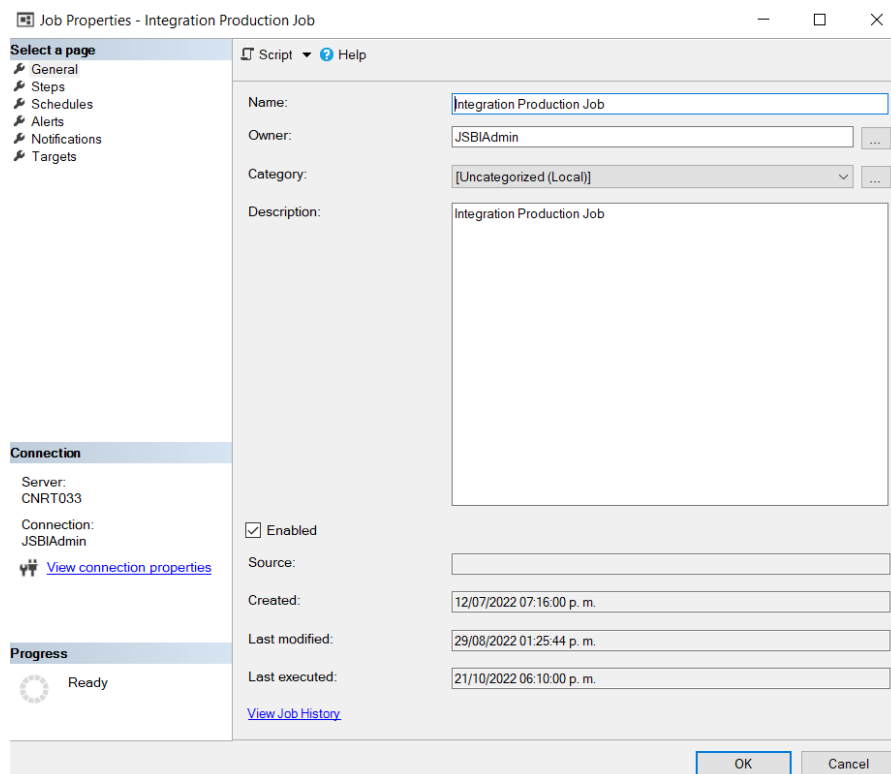 Job Properties - Integration Production Job
Select a page
General
Steps
Schedules
Alerts
Notifications
Targets
Script
Help
Name:
Integration Production Job
Owner:
JSBIAdmin
...
Category:
[Uncategorized (Local)]
...
Description:
Integration Production Job
Connection
Server:
CNRT033
Connection:
JSBIAdmin
View connection properties
Enabled
Source:
Created:
12/07/2022 07:16:00 p. m.
Last modified:
29/08/2022 01:25:44 p. m.
Progress
Ready
Last executed:
21/10/2022 06:10:00 p. m.
View Job History
OK
Cancel